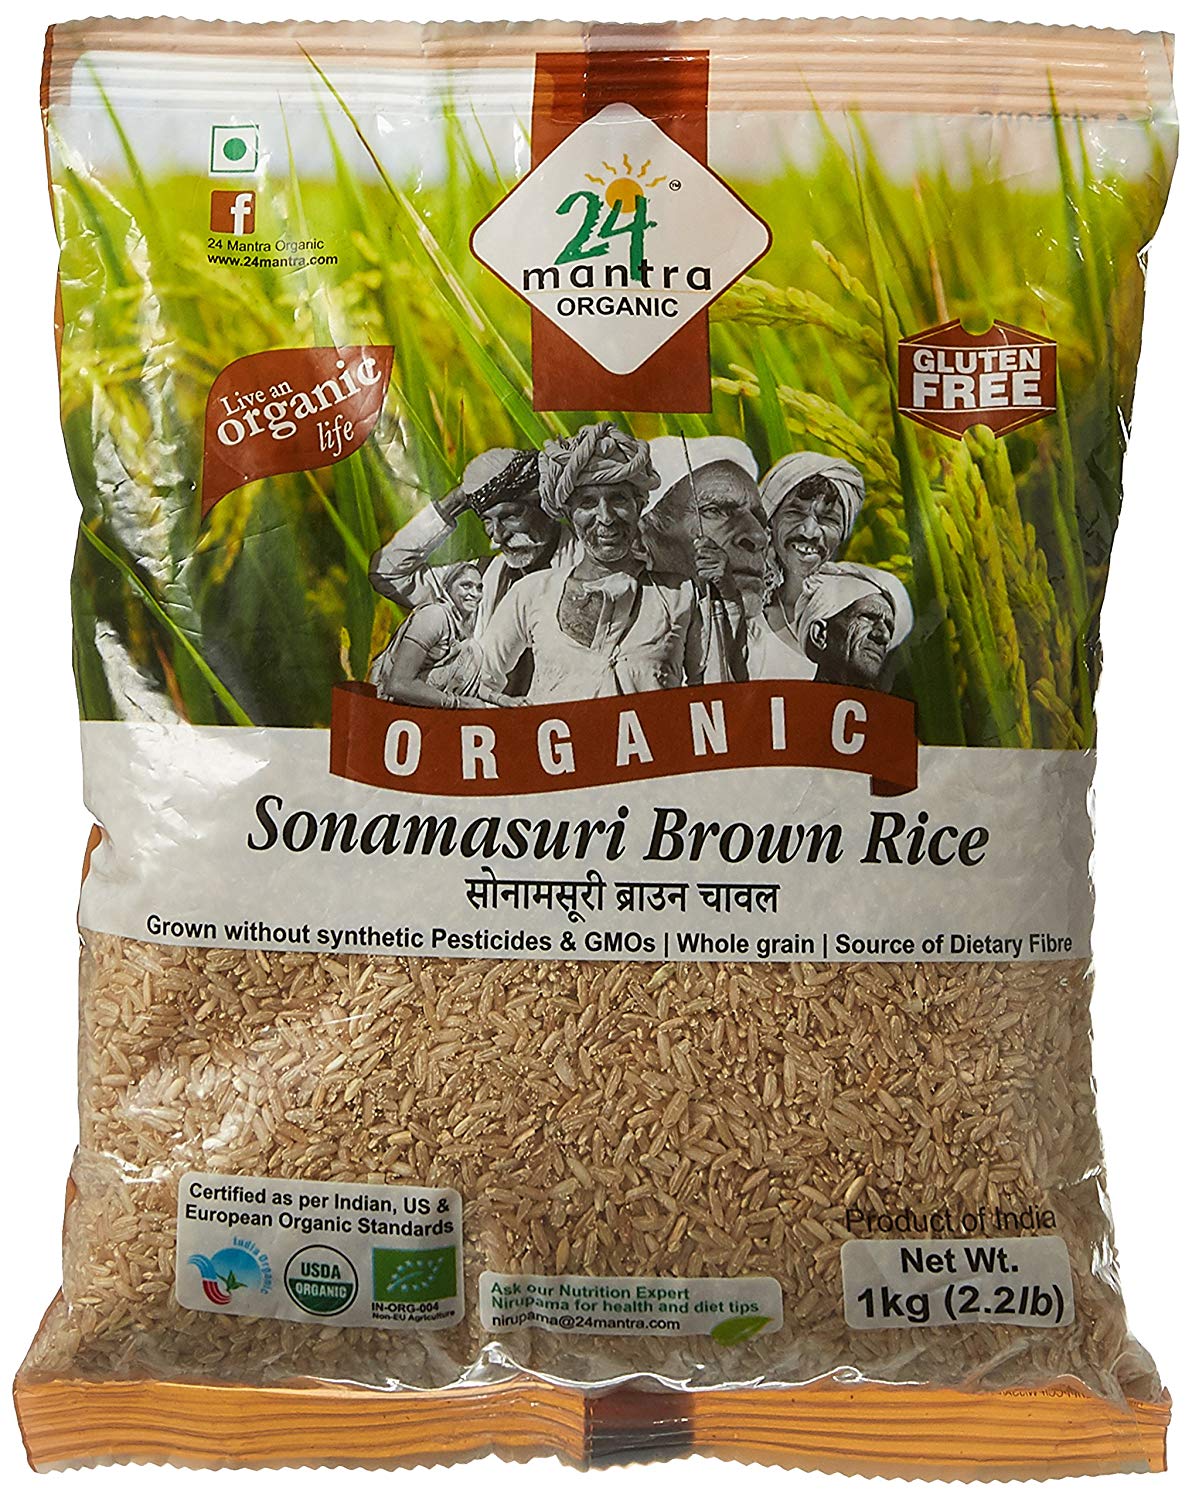 24
mantra
ORGANIC
TM
f
24 Mantra Organic
www.24mantra.com
Live an
organic
life
GLUTEN
FREE
ORGANIC
Sonamasuri Brown Rice
सोनामसूरी ब्राउन चावल
Grown without synthetic Pesticides & GMOs | Whole grain | Source of Dietary Fibre
Certified as per Indian, US &
European Organic Standards
India Organic
USDA
ORGANIC
IN-ORG-004
Non-EU Agriculture
Ask our Nutrition Expert
Nirupama for health and diet tips
nirupama@24mantra.com
Product of India
Net Wt.
1kg (2.2lb)